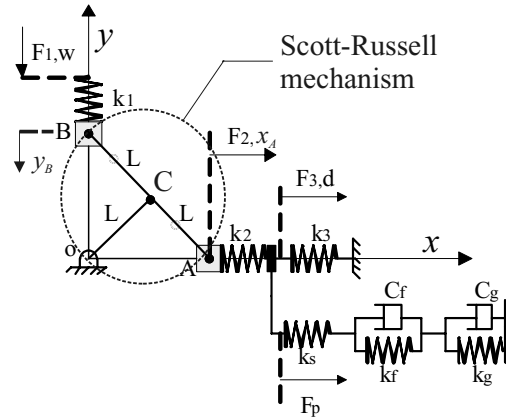 y
F1,w
Scott-Russell
mechanism
k1
B
F2,xA
yB
L
C
F3,d
L
L
k2
k3
x
o
A
Cf
Cg
ks
kf
kg
Fp